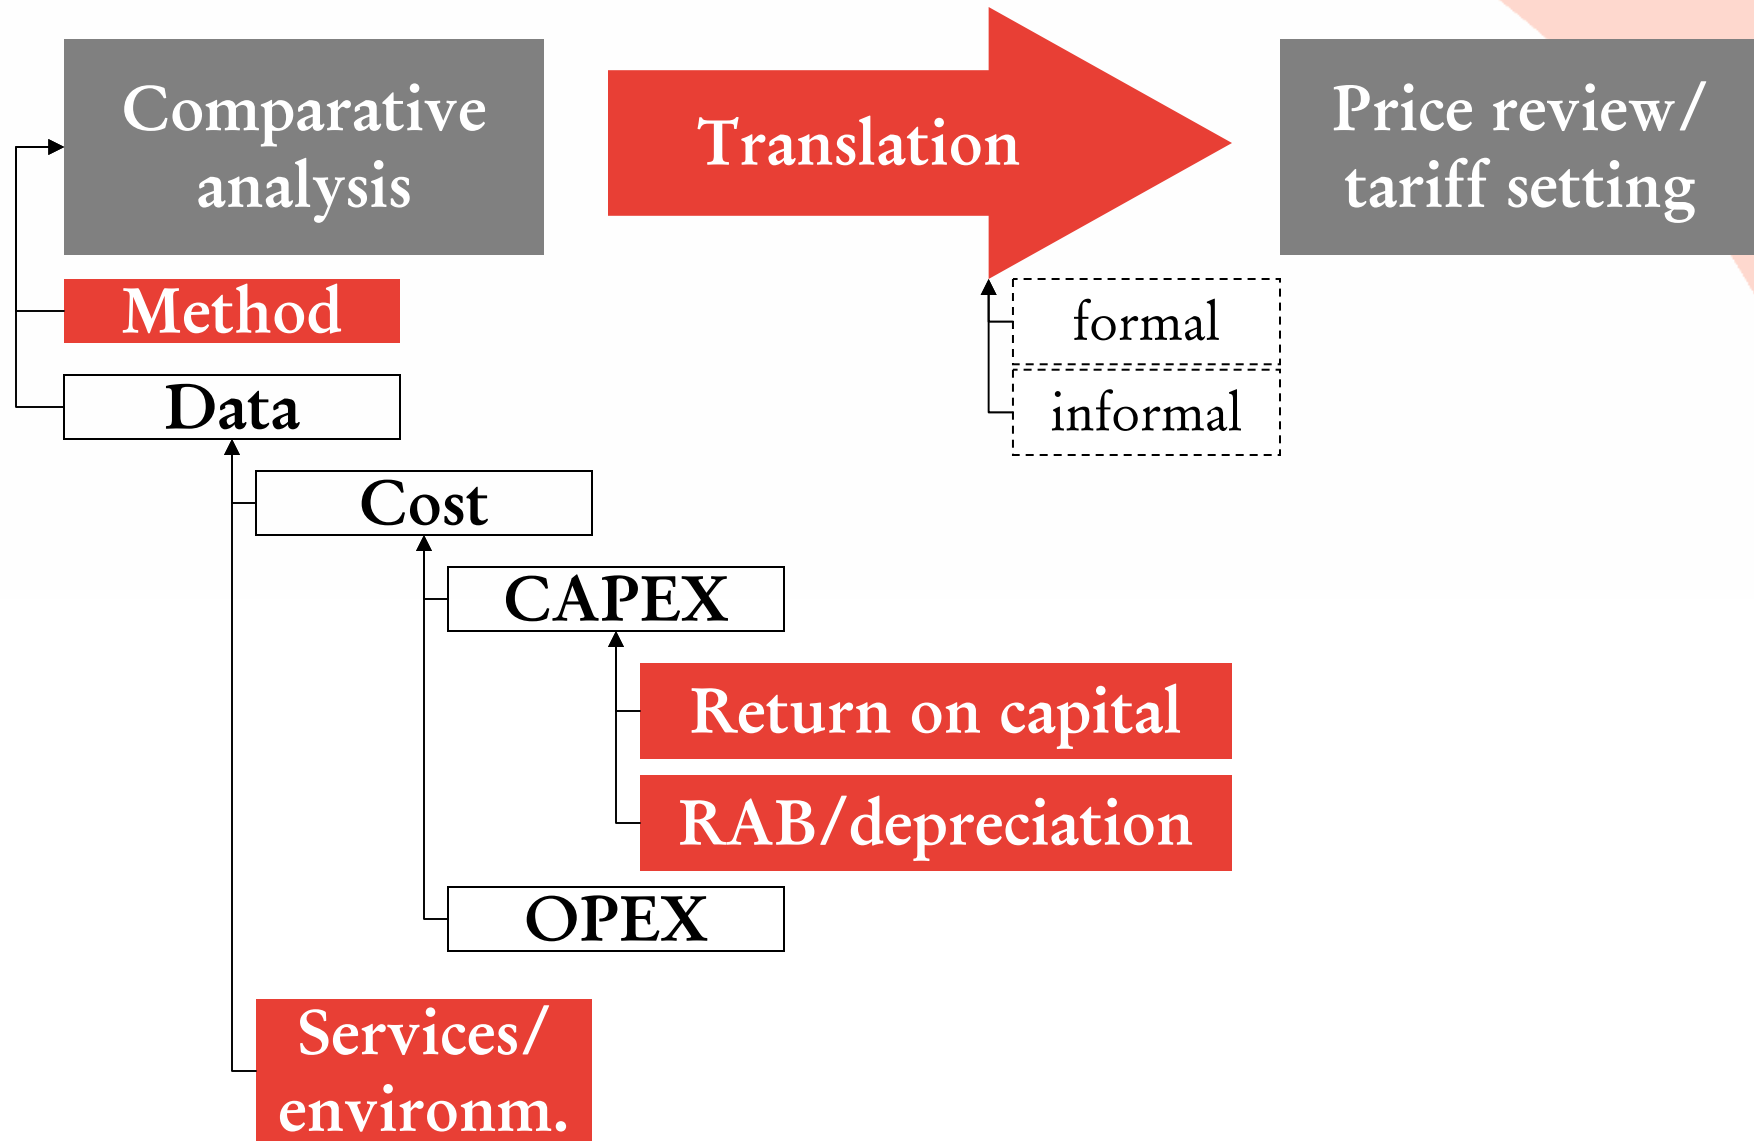 Comparative
analysis
Translation
Price review/
tariff setting
Method
formal
Data
informal
Cost
CAPEX
Return on capital
RAB/depreciation
OPEX
Services/
environm.